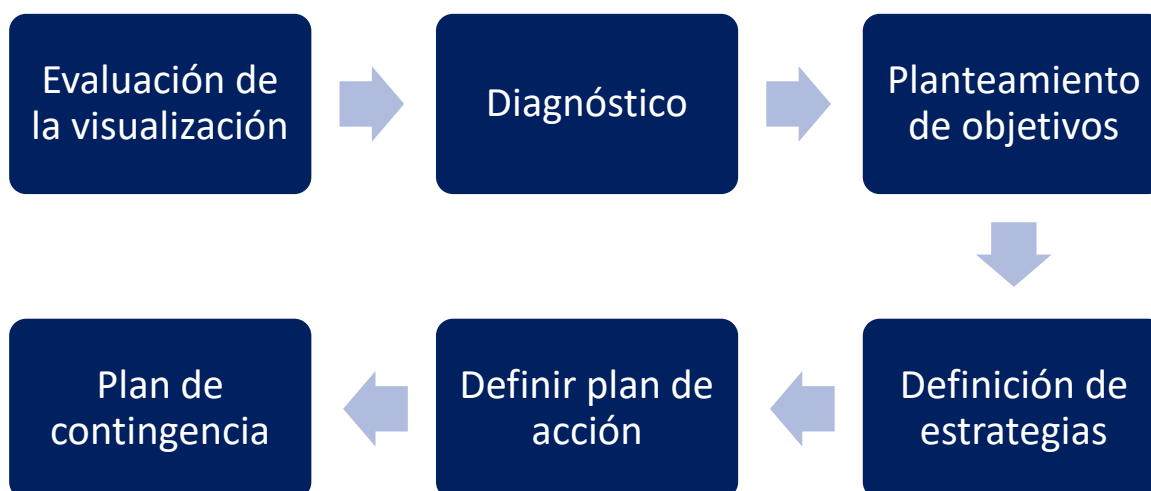 Evaluación de
la visualización
Diagnóstico
Planteamiento
de objetivos
Definición de
estrategias
Definir plan de
acción
Plan de
contingencia